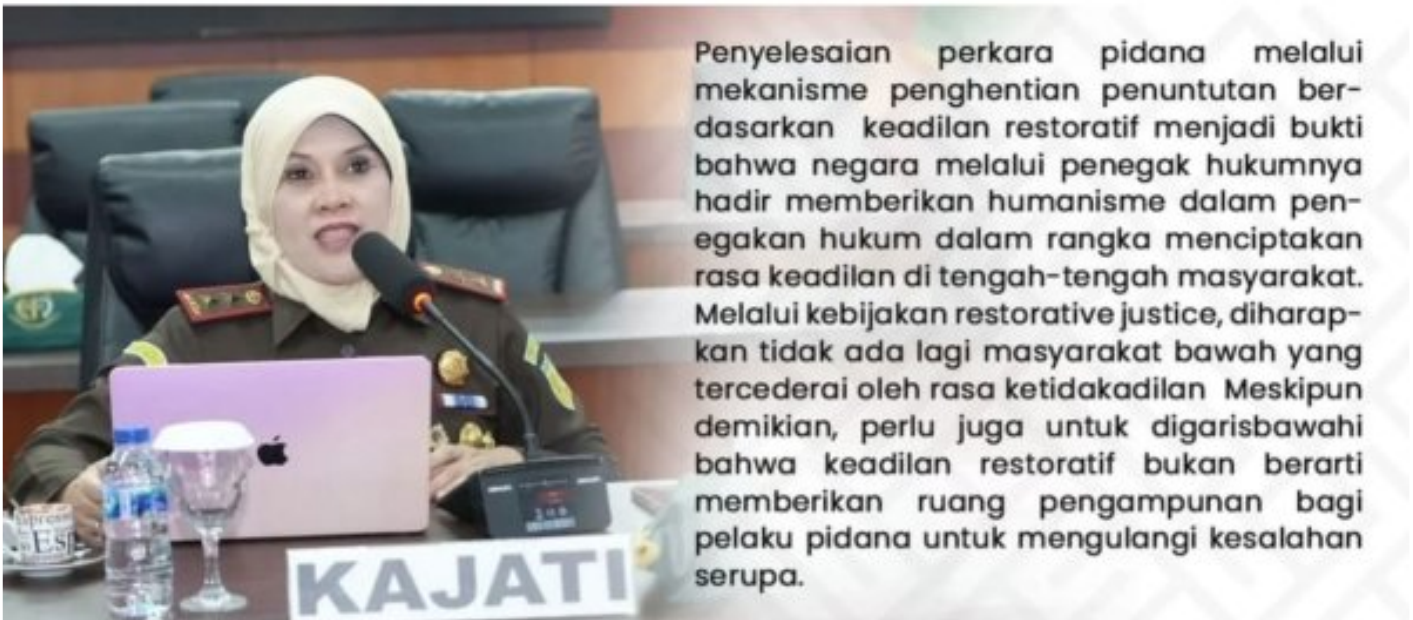 Penyelesaian perkara pidana melalui
mekanisme penghentian penuntutan ber-
dasarkan keadilan restoratif menjadi bukti
bahwa negara melalui penegak hukumnya
hadir memberikan humanisme dalam pen-
egakan hukum dalam rangka menciptakan
rasa keadilan di tengah-tengah masyarakat.
Melalui kebijakan restorative justice, diharap-
kan tidak ada lagi masyarakat bawah yang
tercederai oleh rasa ketidakadilan Meskipun
demikian, perlu juga untuk digarisbawahi
bahwa keadilan restoratif bukan berarti
memberikan ruang pengampunan bagi
pelaku pidana untuk mengulangi kesalahan
serupa.
KAJATI